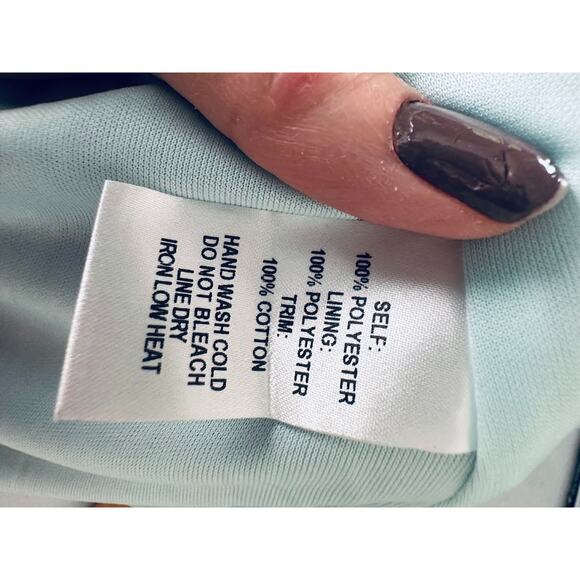 SELF:
100% POLYESTER
LINING:
100% POLYESTER
TRIM:
100% COTTON
HAND WASH COLD
DO NOT BLEACH
LINE DRY
IRON LOW HEAT